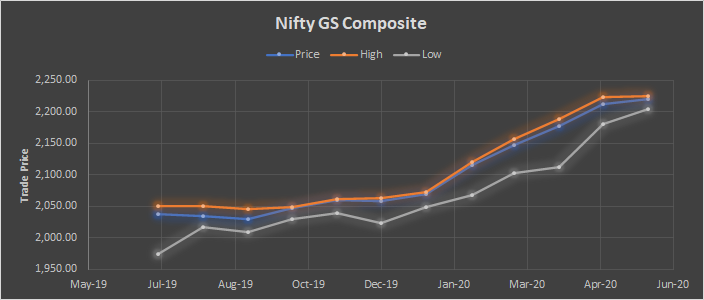 Nifty GS Composite
Price High Low
2,250.00
2,200.00
2,150.00
2,100.00
2,050.00
2,000.00
1,950.00
Trade Price
May-19 Jul-19 Aug-19 Oct-19 Dec-19 Jan-20 Mar-20 Apr-20 Jun-20